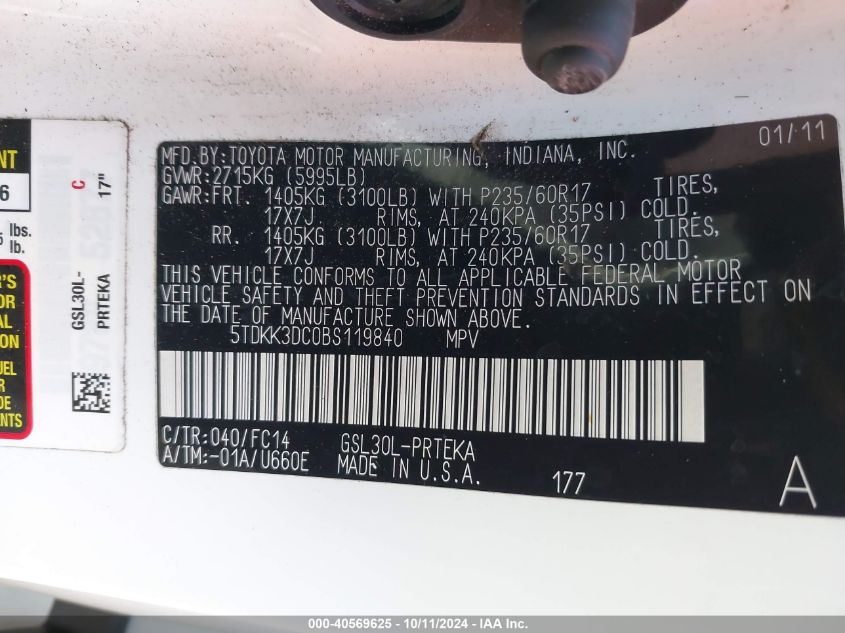 01/11
MFD.BY:TOYOTA MOTOR MANUFACTURING, INDIANA, INC.
GVWR:2715KG (5995LB)
GAWR:FRT. 1405KG (3100LB) WITH P235/60R17 TIRES,
17X7J RIMS, AT 240KPA (35PSI) COLD.
RR. 1405KG (3100LB) WITH P235/60R17 TIRES,
17X7J RIMS, AT 240KPA (35PSI) COLD.
THIS VEHICLE CONFORMS TO ALL APPLICABLE FEDERAL MOTOR
VEHICLE SAFETY AND THEFT PREVENTION STANDARDS IN EFFECT ON
THE DATE OF MANUFACTURE SHOWN ABOVE.
5TDKK3DC0BS119840 MPV
C/TR:040/FC14 GSL30L-PRTEKA
A/TM:-01A/U660E MADE IN U.S.A.
177 A
C
17"
GSL30L-
PRTEKA
6
lbs.
lb.
000-40569625 - 10/11/2024 - IAA Inc.